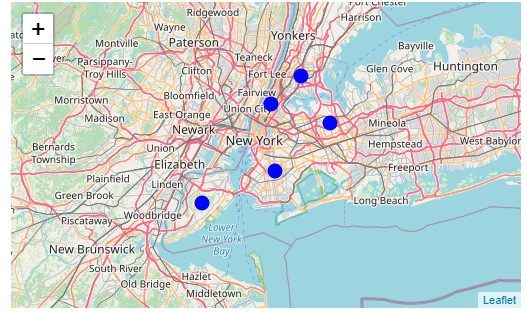 Port Chester
Ridgewood
Harrison
Wayne
Yonkers
Montville
Paterson
Bayville
+
−
Parsippany-
Troy Hills
Teaneck
Huntington
Clifton
Fort Lee
Glen Cove
Morristown
Bloomfield
Fairview
Union City
Madison
East Orange
Mineola
Newark
New York
Hempstead
West Babylon
Bernards
Township
Union
Elizabeth
Freeport
Plainfield
Linden
Green Brook
Long Beach
Piscataway
Woodbridge
Lower
New York
Bay
New Brunswick
South River
Hazlet
Old Bridge
Middletown
Leaflet